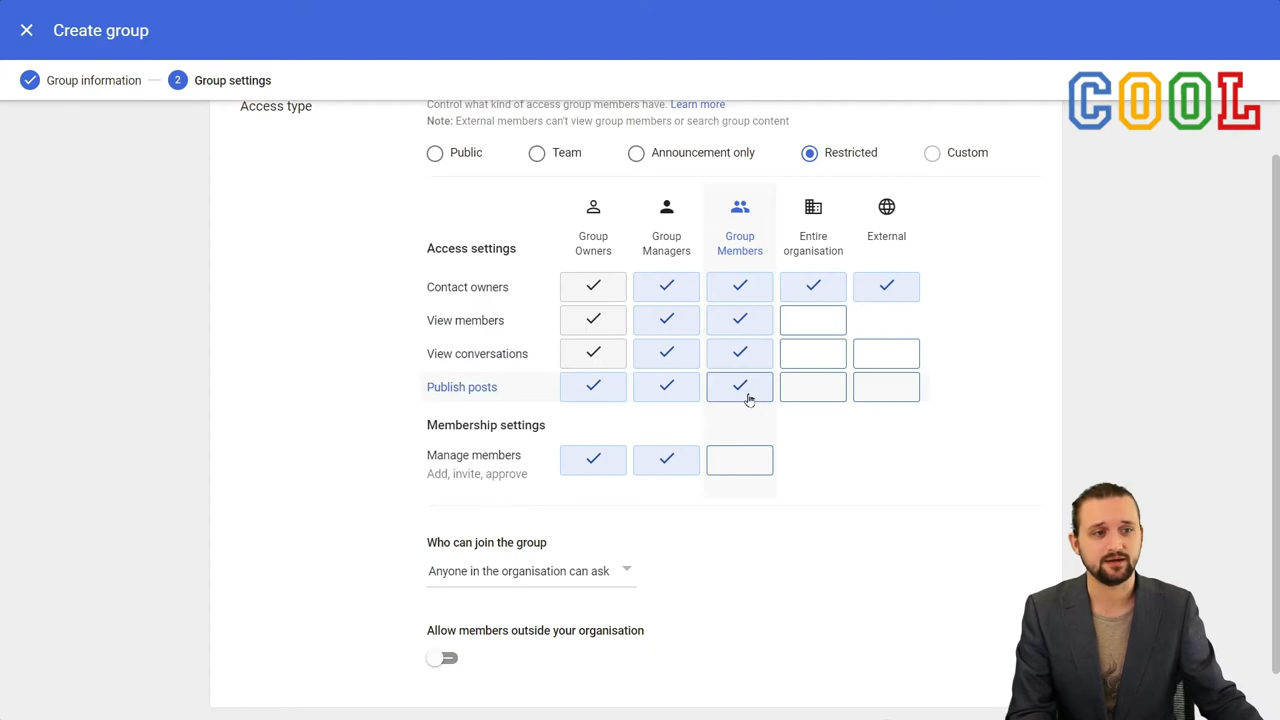 Create group
Group information
2 Group settings
COOL
Access type
Control what kind of access group members have. Learn more
Note: External members can't view group members or search group content
Public
Team
Announcement only
Restricted
Custom
Access settings
Group
Owners
Group
Managers
Group
Members
Entire
organisation
External
Contact owners
View members
View conversations
Publish posts
Membership settings
Manage members
Add, invite, approve
Who can join the group
Anyone in the organisation can ask
Allow members outside your organisation